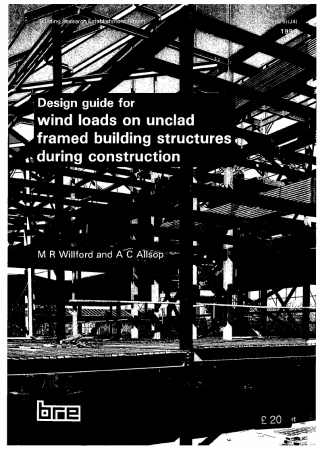 Building Research Establishment Report
Design guide for
wind loads on unclad
framed building structures
during construction
M R Willford and A C Allsop
bre
£ 20